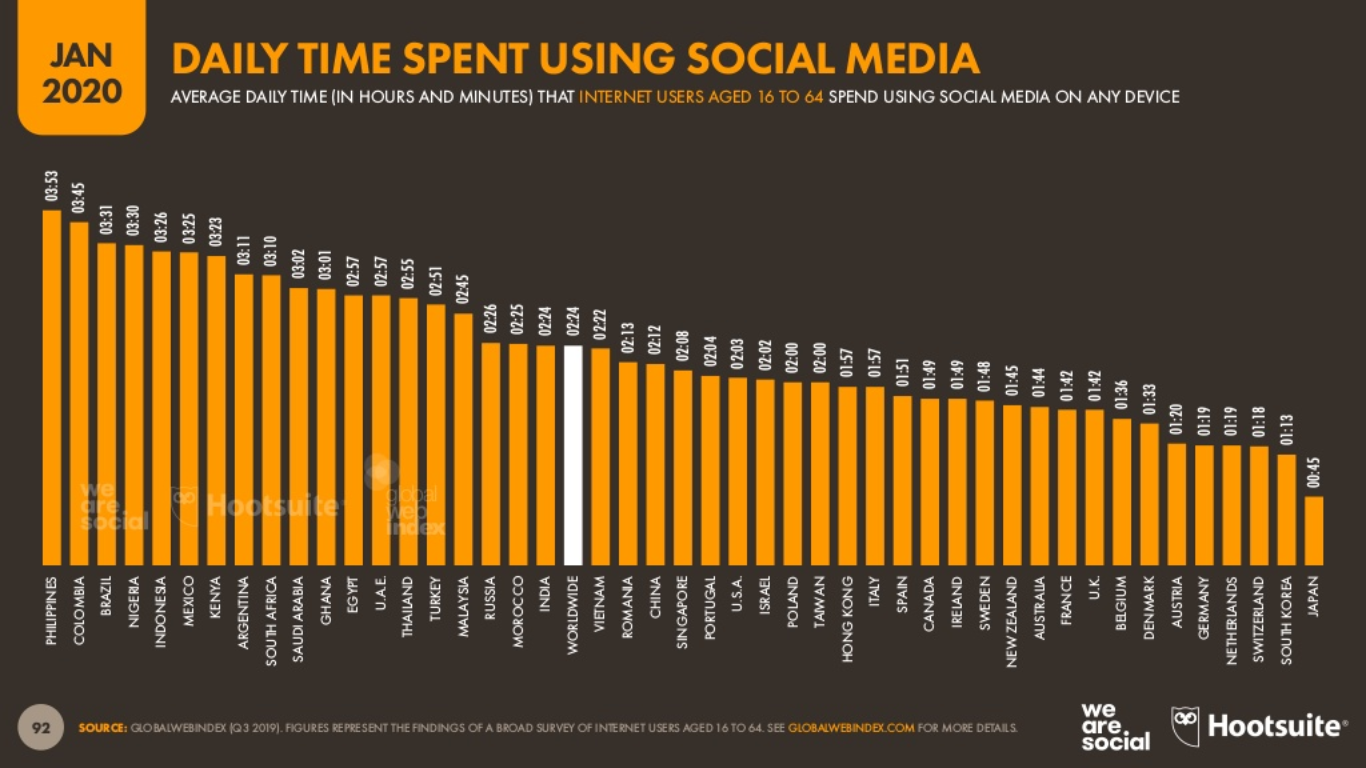 JAN
2020
DAILY TIME SPENT USING SOCIAL MEDIA
AVERAGE DAILY TIME (IN HOURS AND MINUTES) THAT INTERNET USERS AGED 16 TO 64 SPEND USING SOCIAL MEDIA ON ANY DEVICE
03:53
03:45
03:31
03:30
03:26
03:25
03:23
03:11
03:10
03:02
03:01
02:57
02:57
02:55
02:51
02:45
02:26
02:25
02:24
02:24
02:22
02:13
02:12
02:08
02:04
02:03
02:02
02:00
02:00
01:57
01:57
01:51
01:49
01:49
01:48
01:45
01:44
01:42
01:42
01:36
01:33
01:20
01:19
01:19
01:18
01:13
00:45
we
are
social
Hootsuite
global
web
index
PHILIPPINES
COLOMBIA
BRAZIL
NIGERIA
INDONESIA
MEXICO
KENYA
ARGENTINA
SOUTH AFRICA
SAUDI ARABIA
GHANA
EGYPT
U.A.E.
THAILAND
TURKEY
MALAYSIA
RUSSIA
MOROCCO
INDIA
WORLDWIDE
VIETNAM
ROMANIA
CHINA
SINGAPORE
PORTUGAL
U.S.A.
ISRAEL
POLAND
TAIWAN
HONG KONG
ITALY
SPAIN
CANADA
IRELAND
SWEDEN
NEW ZEALAND
AUSTRALIA
FRANCE
U.K.
BELGIUM
DENMARK
AUSTRIA
GERMANY
NETHERLANDS
SWITZERLAND
SOUTH KOREA
JAPAN
92
SOURCE: GLOBALWEBINDEX (Q3 2019). FIGURES REPRESENT THE FINDINGS OF A BROAD SURVEY OF INTERNET USERS AGED 16 TO 64. SEE GLOBALWEBINDEX.COM FOR MORE DETAILS.
we
are
social
Hootsuite®